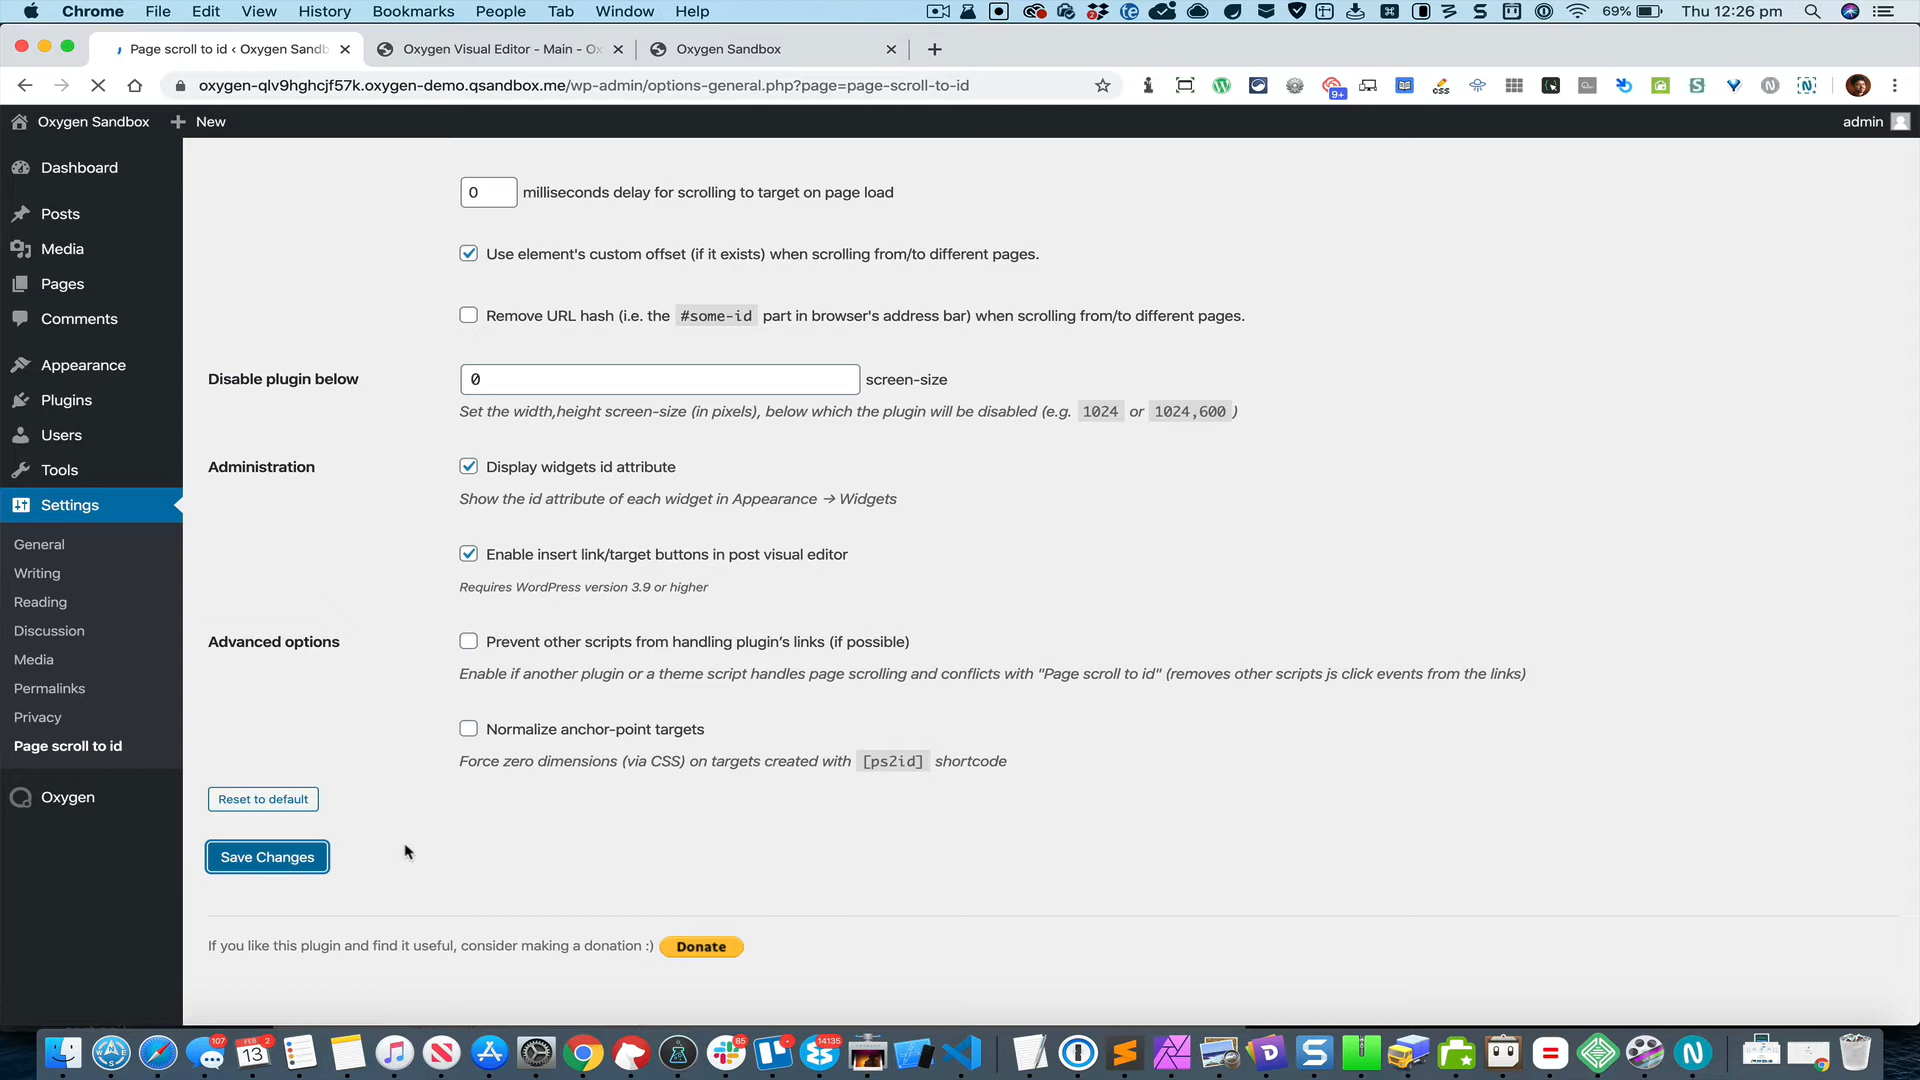 Chrome File Edit View History Bookmarks People Tab Window Help 69% Thu 12:26 pm
Page scroll to id ‹ Oxygen Sandb Oxygen Visual Editor - Main - Ox Oxygen Sandbox
oxygen-qlv9hghcjf57k.oxygen-demo.qsandbox.me/wp-admin/options-general.php?page=page-scroll-to-id
9+
css
Oxygen Sandbox New admin
Dashboard
Posts
Media
Pages
Comments
Appearance
Plugins
Users
Tools
Settings
General
Writing
Reading
Discussion
Media
Permalinks
Privacy
Page scroll to id
Oxygen
0 milliseconds delay for scrolling to target on page load
Use element's custom offset (if it exists) when scrolling from/to different pages.
Remove URL hash (i.e. the #some-id part in browser's address bar) when scrolling from/to different pages.
Disable plugin below 0 screen-size
Set the width,height screen-size (in pixels), below which the plugin will be disabled (e.g. 1024 or 1024,600 )
Administration Display widgets id attribute
Show the id attribute of each widget in Appearance → Widgets
Enable insert link/target buttons in post visual editor
Requires WordPress version 3.9 or higher
Advanced options Prevent other scripts from handling plugin’s links (if possible)
Enable if another plugin or a theme script handles page scrolling and conflicts with "Page scroll to id" (removes other scripts js click events from the links)
Normalize anchor-point targets
Force zero dimensions (via CSS) on targets created with [ps2id] shortcode
Reset to default
Save Changes
If you like this plugin and find it useful, consider making a donation :) Donate
107 FEB 2 13 85 14135